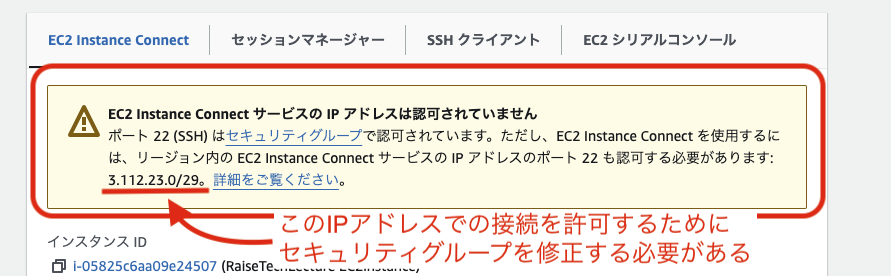 EC2 Instance Connect セッションマネージャー SSH クライアント EC2 シリアルコンソール
EC2 Instance Connect サービスの IP アドレスは認可されていません
ポート 22 (SSH) はセキュリティグループで認可されています。ただし、EC2 Instance Connect を使用するに
は、リージョン内の EC2 Instance Connect サービスの IP アドレスのポート 22 も認可する必要があります:
3.112.23.0/29。詳細をご覧ください。
このIPアドレスでの接続を許可するために
セキュリティグループを修正する必要がある
インスタンス ID
i-05825c6aa09e24507 (RaiseTechLecture EC2Instance)